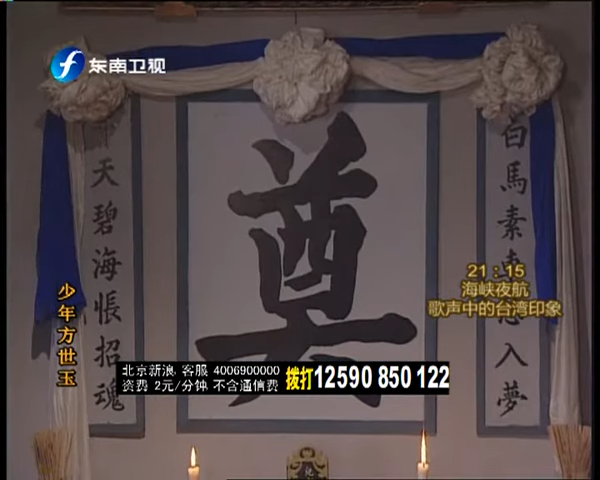 东南卫视
天碧海悵招魂
奠
白馬素車愁入夢
少年方世玉
21:15
海峡夜航
歌声中的台湾印象
北京新浪 客服 4006900000
资费 2元/分钟 不含通信费
拨打12590 850 122